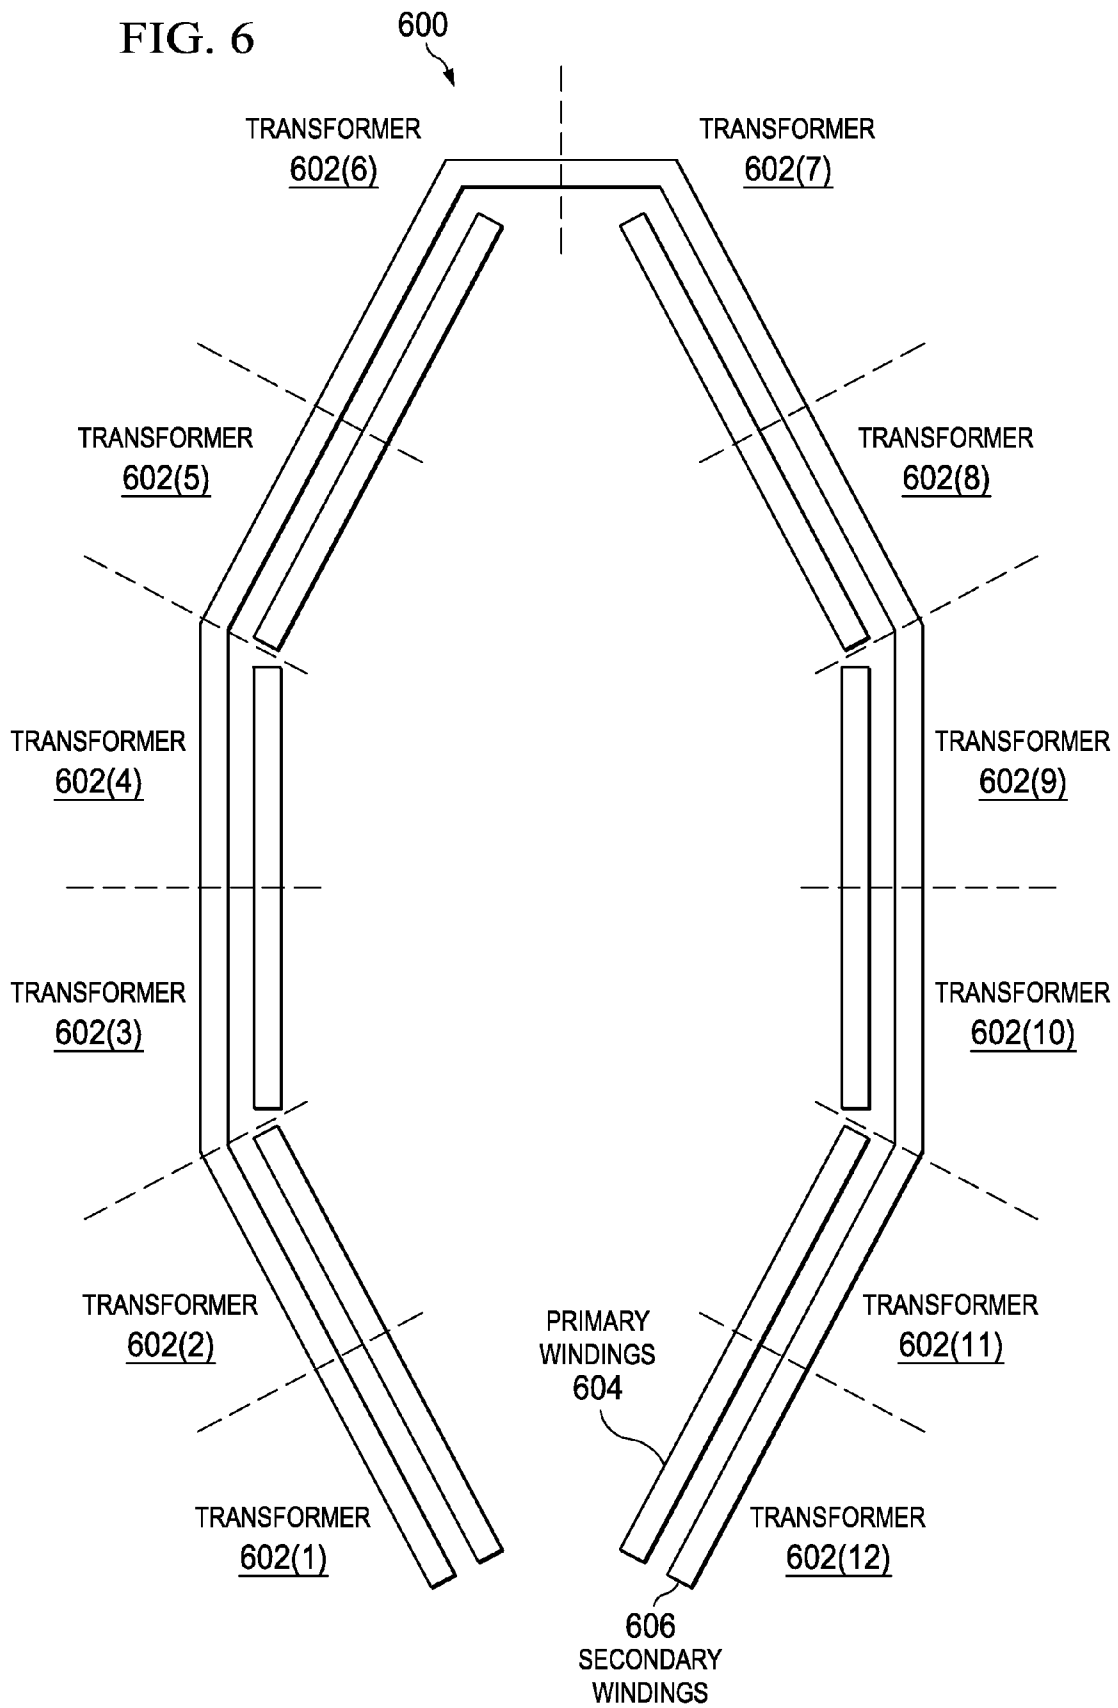 FIG. 6
600
TRANSFORMER
602(6)
TRANSFORMER
602(7)
TRANSFORMER
602(5)
TRANSFORMER
602(8)
TRANSFORMER
602(4)
TRANSFORMER
602(9)
TRANSFORMER
602(3)
TRANSFORMER
602(10)
TRANSFORMER
602(2)
PRIMARY
WINDINGS
604
TRANSFORMER
602(11)
TRANSFORMER
602(1)
TRANSFORMER
602(12)
606
SECONDARY
WINDINGS